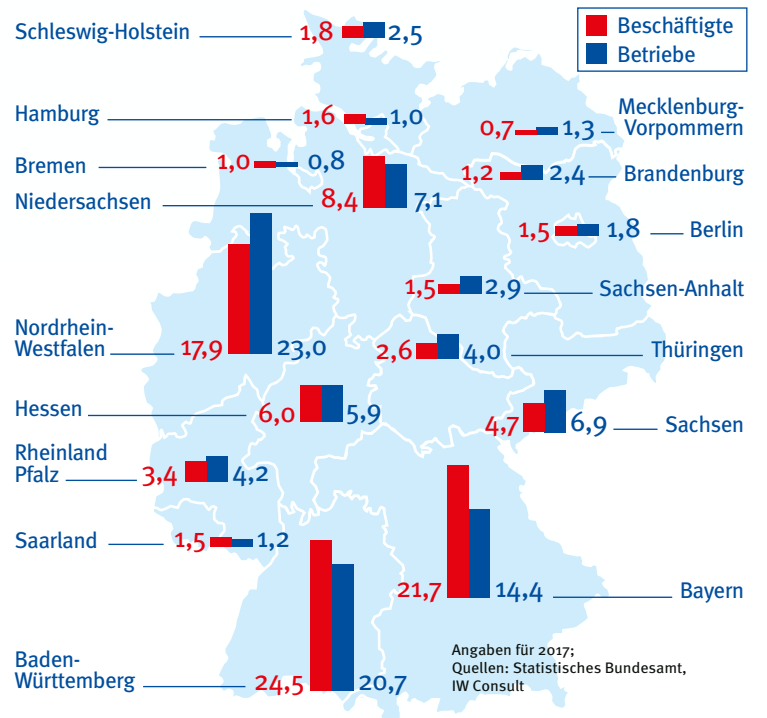 Beschäftigte
Betriebe
Schleswig-Holstein 1,8 2,5
Hamburg 1,6 1,0
Mecklenburg-
Vorpommern 0,7 1,3
Bremen 1,0 0,8
Brandenburg 1,2 2,4
Niedersachsen 8,4 7,1
Berlin 1,5 1,8
Sachsen-Anhalt 1,5 2,9
Nordrhein-
Westfalen 17,9 23,0
Thüringen 2,6 4,0
Hessen 6,0 5,9
Sachsen 4,7 6,9
Rheinland
Pfalz 3,4 4,2
Saarland 1,5 1,2
Bayern 21,7 14,4
Baden-
Württemberg 24,5 20,7
Angaben für 2017;
Quellen: Statistisches Bundesamt,
IW Consult